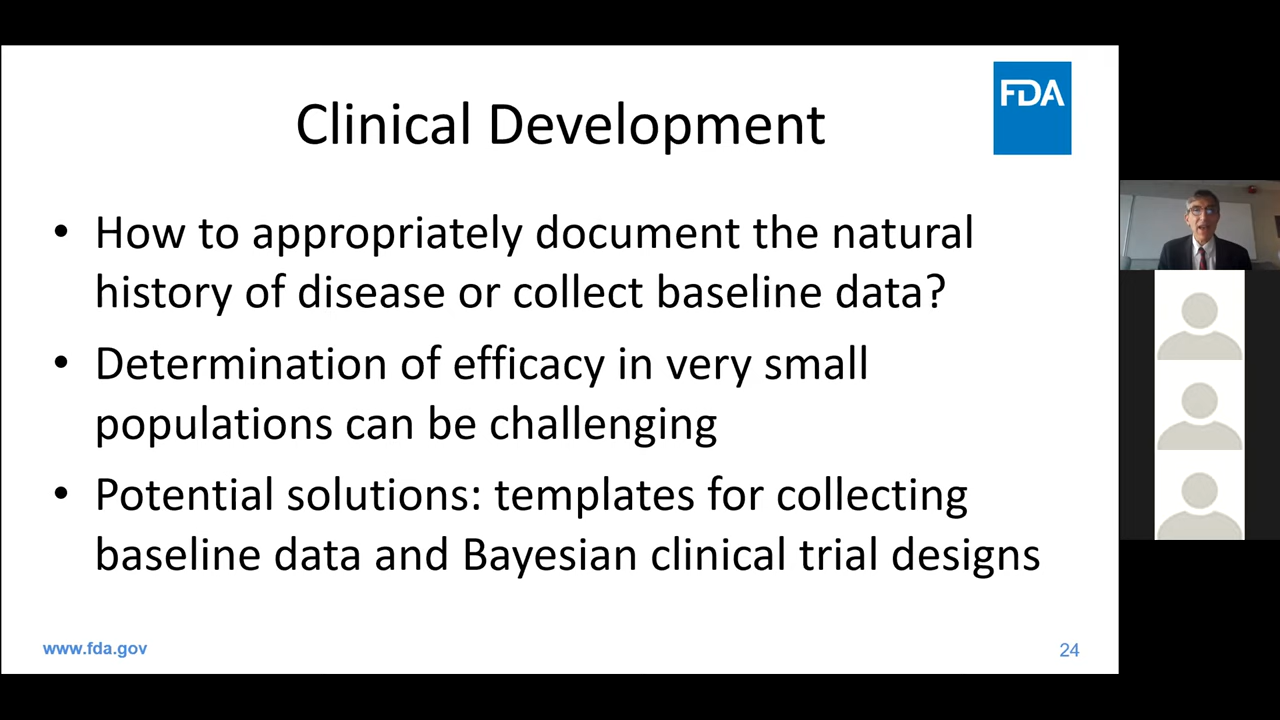 FDA
Clinical Development
• How to appropriately document the natural
history of disease or collect baseline data?
• Determination of efficacy in very small
populations can be challenging
• Potential solutions: templates for collecting
baseline data and Bayesian clinical trial designs
www.fda.gov
24